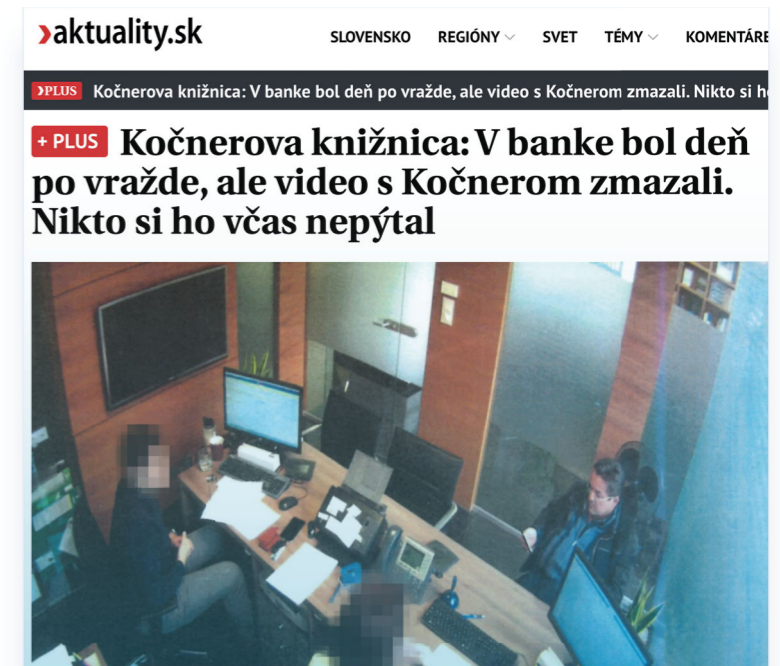 aktuality.sk
SLOVENSKO REGIÓNY SVET TÉMY KOMENTÁRE
PLUS Kočnerova knižnica: V banke bol deň po vražde, ale video s Kočnerom zmazali. Nikto si
+ PLUS Kočnerova knižnica: V banke bol deň
po vražde, ale video s Kočnerom zmazali.
Nikto si ho včas nepýtal